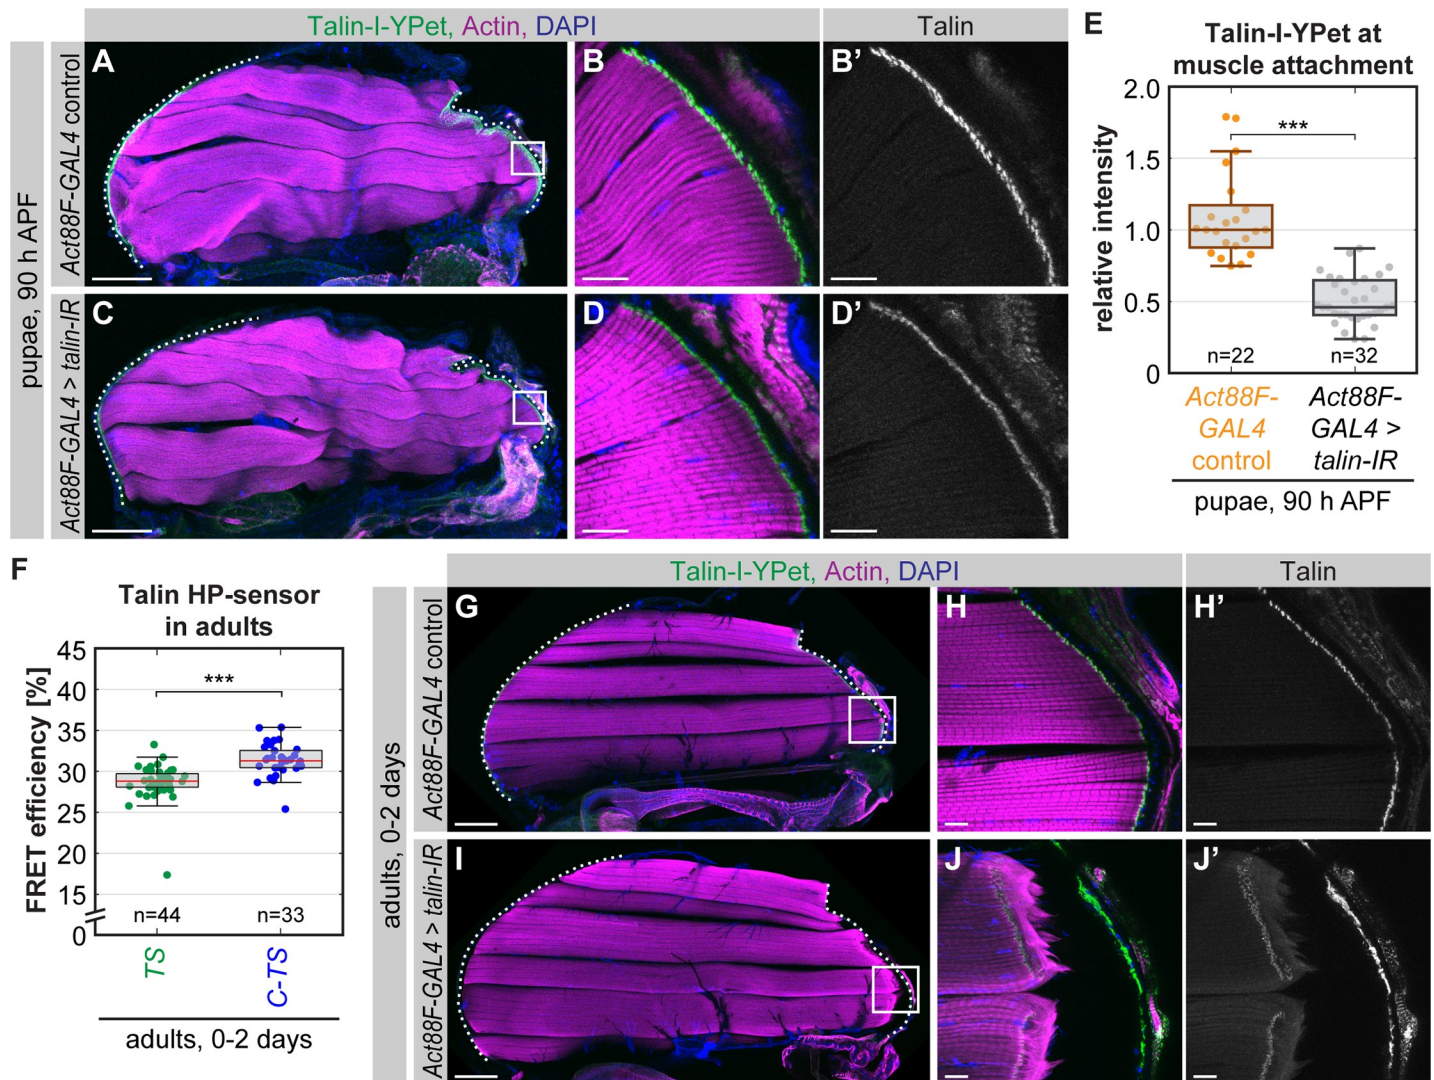 Talin-I-YPet, Actin, DAPI
Talin
pupae, 90 h APF
Act88F-GAL4 control
A
B
B’
Act88F-GAL4 > talin-IR
C
D
D’
E
Talin-I-YPet at
muscle attachment
relative intensity
2.0
1.5
1.0
0.5
0
***
n=22
n=32
Act88F-
GAL4
control
Act88F-
GAL4 >
talin-IR
pupae, 90 h APF
F
Talin HP-sensor
in adults
FRET efficiency [%]
45
40
35
30
25
20
15
0
***
n=44
n=33
TS
C-TS
adults, 0-2 days
Talin-I-YPet, Actin, DAPI
Talin
adults, 0-2 days
Act88F-GAL4 control
G
H
H’
Act88F-GAL4 > talin-IR
I
J
J’